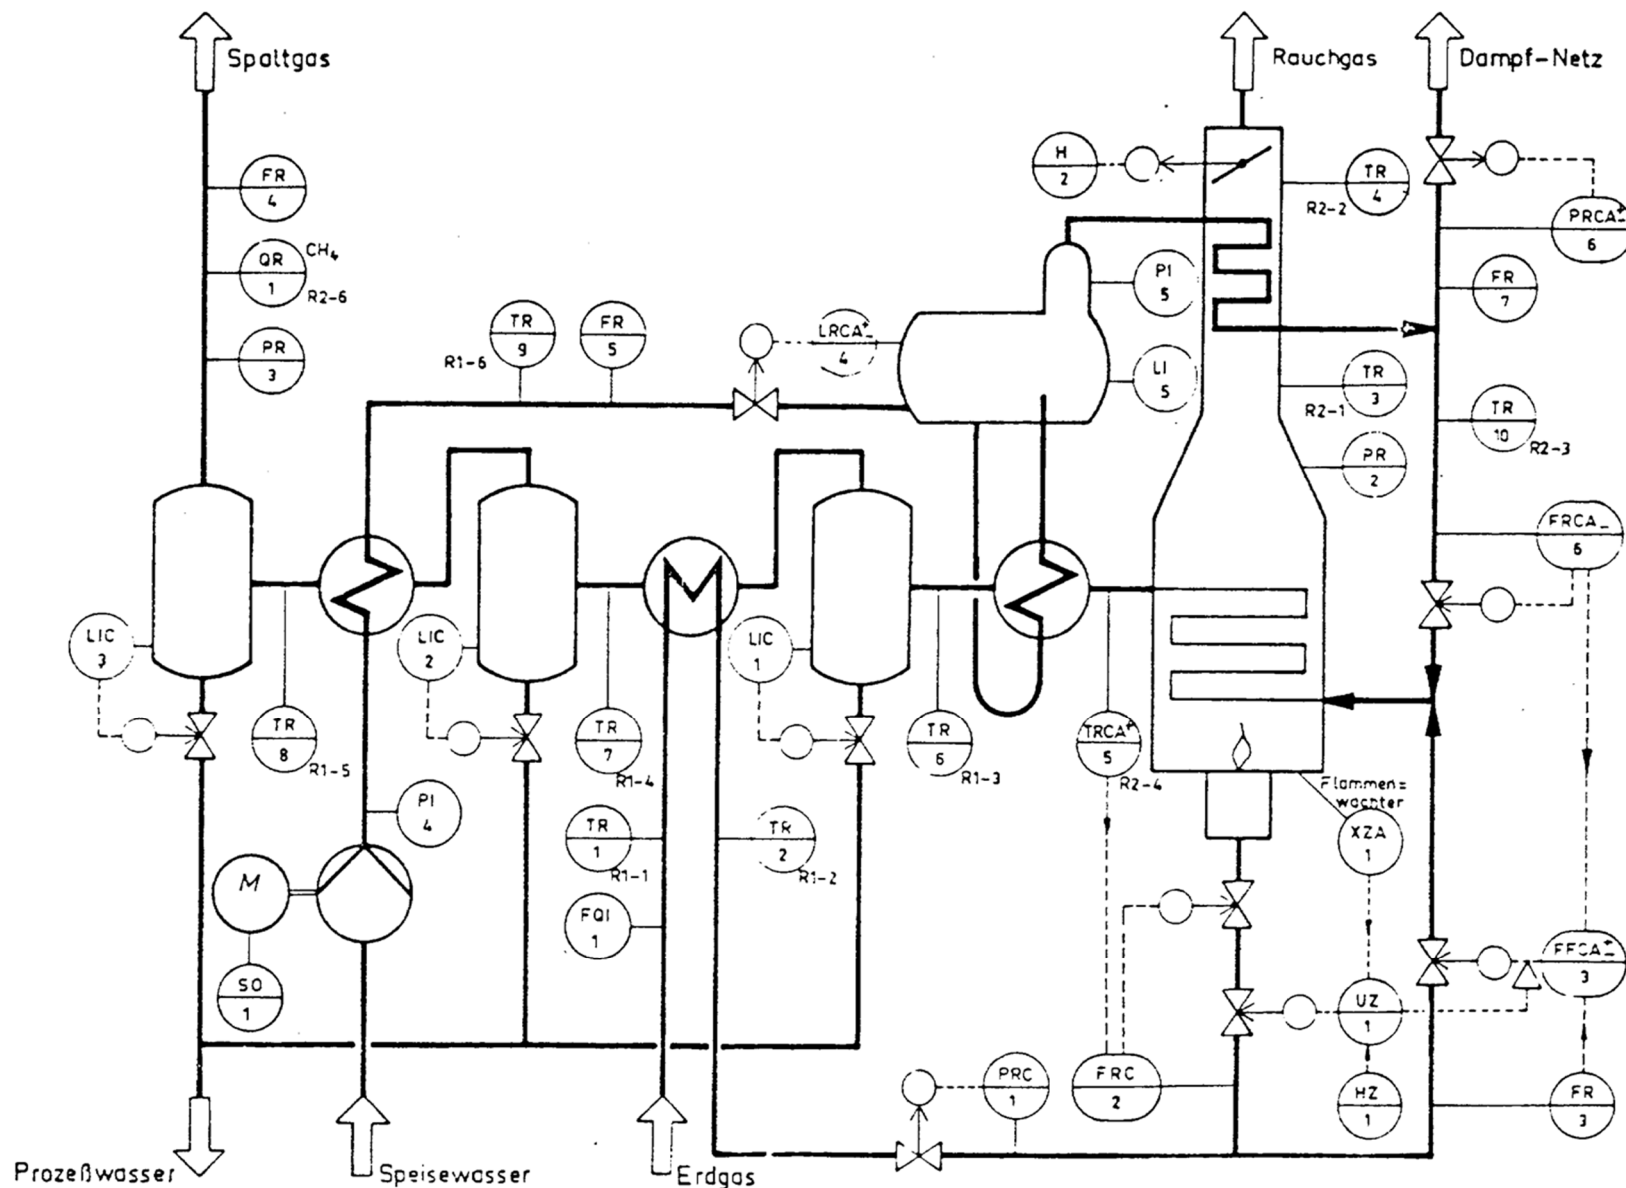 Spaltgas
Rauchgas
Dampf-Netz
H
2
TR
4
R2-2
FR
4
PRCA±
6
QR
1
CH₄
R2-6
PI
5
FR
7
TR
9
R1-6
FR
5
LRCA±
4
PR
3
LI
5
TR
3
R2-1
TR
10
R2-3
PR
2
FRCA_
6
LIC
3
LIC
2
LIC
1
TR
8
R1-5
TR
7
R1-4
TR
6
R1-3
TRCA+
5
R2-4
Flammen=
wächter
XZA
1
PI
4
TR
1
R1-1
TR
2
R1-2
M
FQI
1
FFCA±
3
SO
1
UZ
1
PRC
1
FRC
2
HZ
1
FR
3
Prozeßwasser
Speisewasser
Erdgas